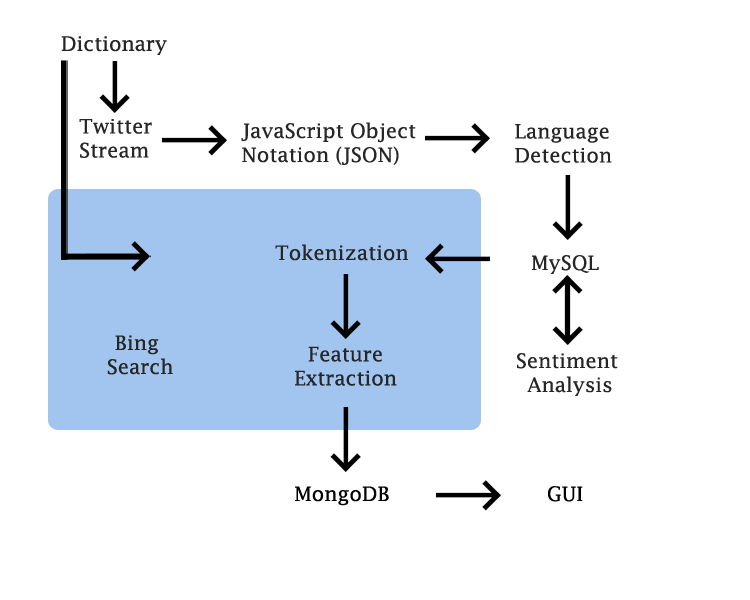 Dictionary
Twitter
Stream
JavaScript Object
Notation (JSON)
Language
Detection
Tokenization
MySQL
Bing
Search
Feature
Extraction
Sentiment
Analysis
MongoDB
GUI